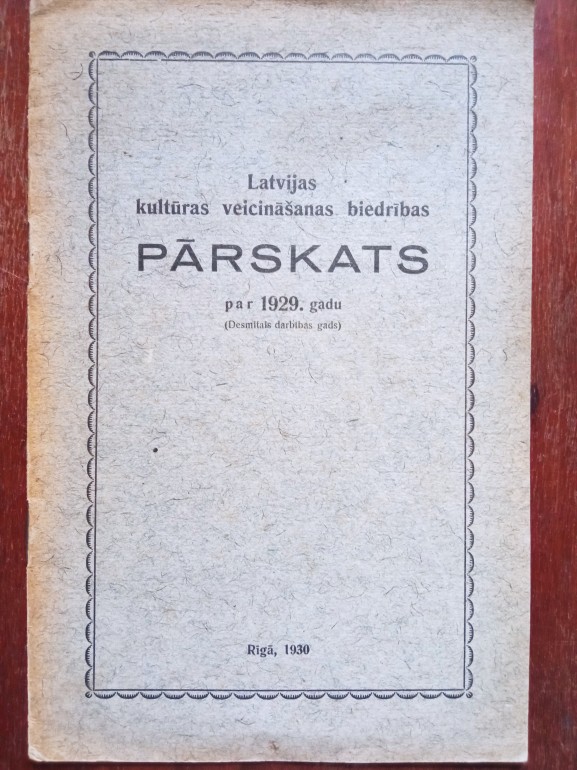 Latvijas
kultūras veicināšanas biedrības
PĀRSKATS
par 1929. gadu
(Desmitais darbības gads)
Rīgā, 1930